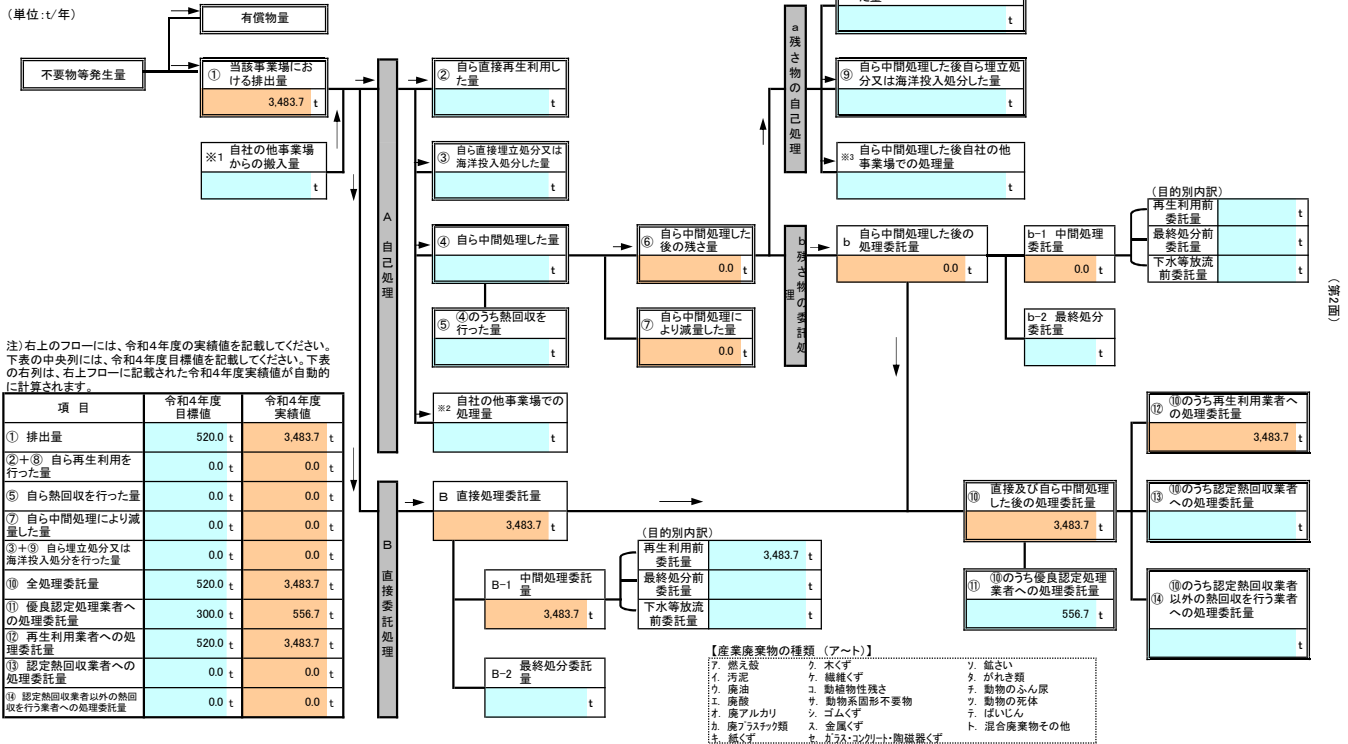 (単位:t/年)
有償物量
不要物等発生量
① 当該事業場にお
ける排出量
3,483.7 t
※1 自社の他事業場
からの搬入量
t
A 自己処理
② 自ら直接再生利用し
た量
t
③ 自ら直接埋立処分又は
海洋投入処分した量
t
④ 自ら中間処理した量
t
⑤ ④のうち熱回収を
行った量
t
※2 自社の他事業場での
処理量
t
⑥ 自ら中間処理した
後の残さ量
0.0 t
⑦ 自ら中間処理によ
り減量した量
0.0 t
a 残さ物の自己処理
t
⑨ 自ら中間処理した後自ら埋立処
分又は海洋投入処分した量
t
※3 自ら中間処理した後自社の他
事業場での処理量
t
b 残さ物の委託処理
b 自ら中間処理した後の
処理委託量
0.0 t
b-1 中間処理
委託量
0.0 t
b-2 最終処分
委託量
t
(目的別内訳)
再生利用前
委託量 t
最終処分前
委託量 t
下水等放流
前委託量 t
(第2面)
注)右上のフローには、令和4年度の実績値を記載してください。
下表の中央列には、令和4年度目標値を記載してください。下表
の右列は、右上フローに記載された令和4年度実績値が自動的
に計算されます。
項 目 令和4年度
目標値 令和4年度
実績値
① 排出量 520.0 t 3,483.7 t
②+⑧ 自ら再生利用を
行った量 0.0 t 0.0 t
⑤ 自ら熱回収を行った量 0.0 t 0.0 t
⑦ 自ら中間処理により減
量した量 0.0 t 0.0 t
③+⑨ 自ら埋立処分又は
海洋投入処分を行った量 0.0 t 0.0 t
⑩ 全処理委託量 520.0 t 3,483.7 t
⑪ 優良認定処理業者へ
の処理委託量 300.0 t 556.7 t
⑫ 再生利用業者への処
理委託量 520.0 t 3,483.7 t
⑬ 認定熱回収業者への
処理委託量 0.0 t 0.0 t
⑭ 認定熱回収業者以外の熱回
収を行う業者への処理委託量 0.0 t 0.0 t
B 直接委託処理
B 直接処理委託量
3,483.7 t
B-1 中間処理委託
量
3,483.7 t
B-2 最終処分委託
量
t
(目的別内訳)
再生利用前
委託量 3,483.7 t
最終処分前
委託量 t
下水等放流
前委託量 t
⑩ 直接及び自ら中間処理
した後の処理委託量
3,483.7 t
⑪ ⑩のうち優良認定処理
業者への処理委託量
556.7 t
⑫ ⑩のうち再生利用業者へ
の処理委託量
3,483.7 t
⑬ ⑩のうち認定熱回収業者
への処理委託量
t
⑭ ⑩のうち認定熱回収業者
以外の熱回収を行う業者
への処理委託量
t
【産業廃棄物の種類 (ア~ト)】
ア. 燃え殻 ク. 木くず ソ. 鉱さい
イ. 汚泥 ケ. 繊維くず タ. がれき類
ウ. 廃油 コ. 動植物性残さ チ. 動物のふん尿
エ. 廃酸 サ. 動物系固形不要物 ツ. 動物の死体
オ. 廃アルカリ シ. ゴムくず テ. ばいじん
カ. 廃プラスチック類 ス. 金属くず ト. 混合廃棄物その他
キ. 紙くず セ. ガラス・コンクリート・陶磁器くず